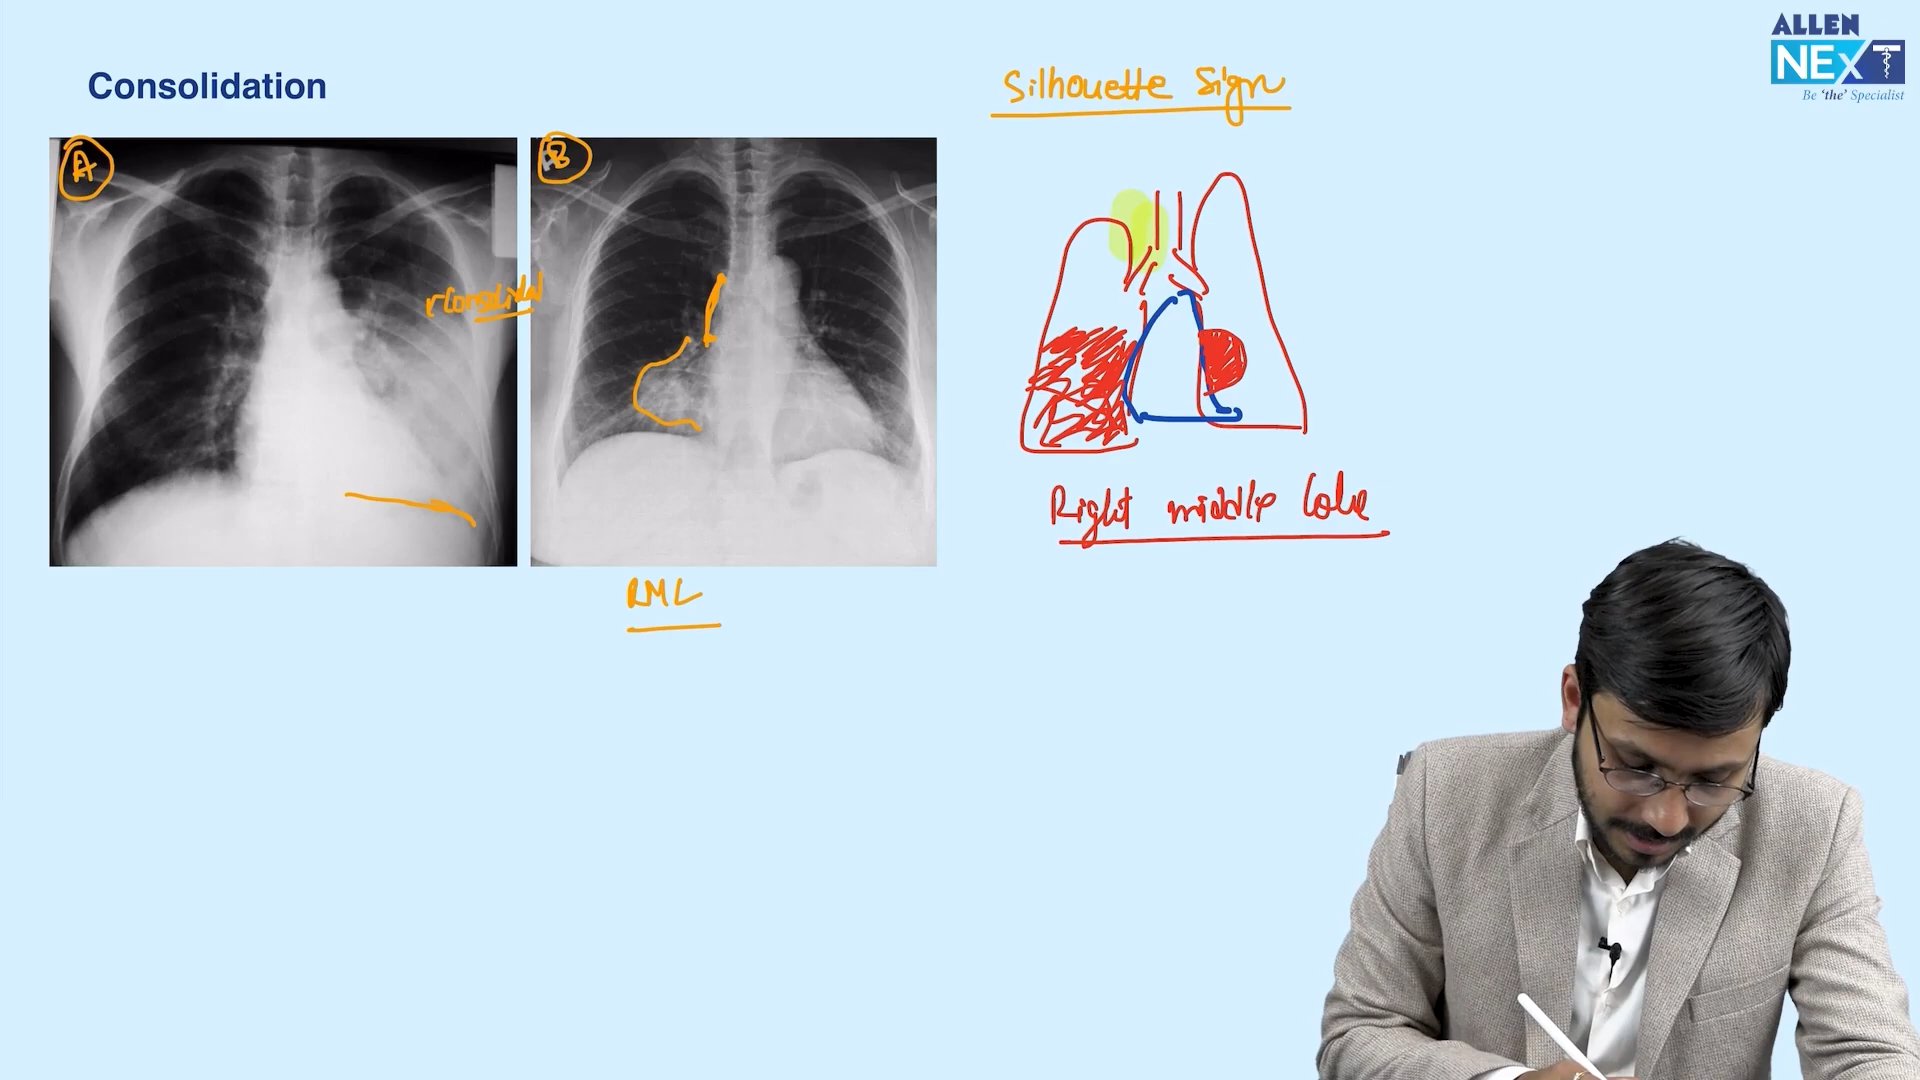 ALLEN
NEXT
Be 'the' Specialist
Consolidation
Silhouette Sign
A
B
Right middle lobe
RML